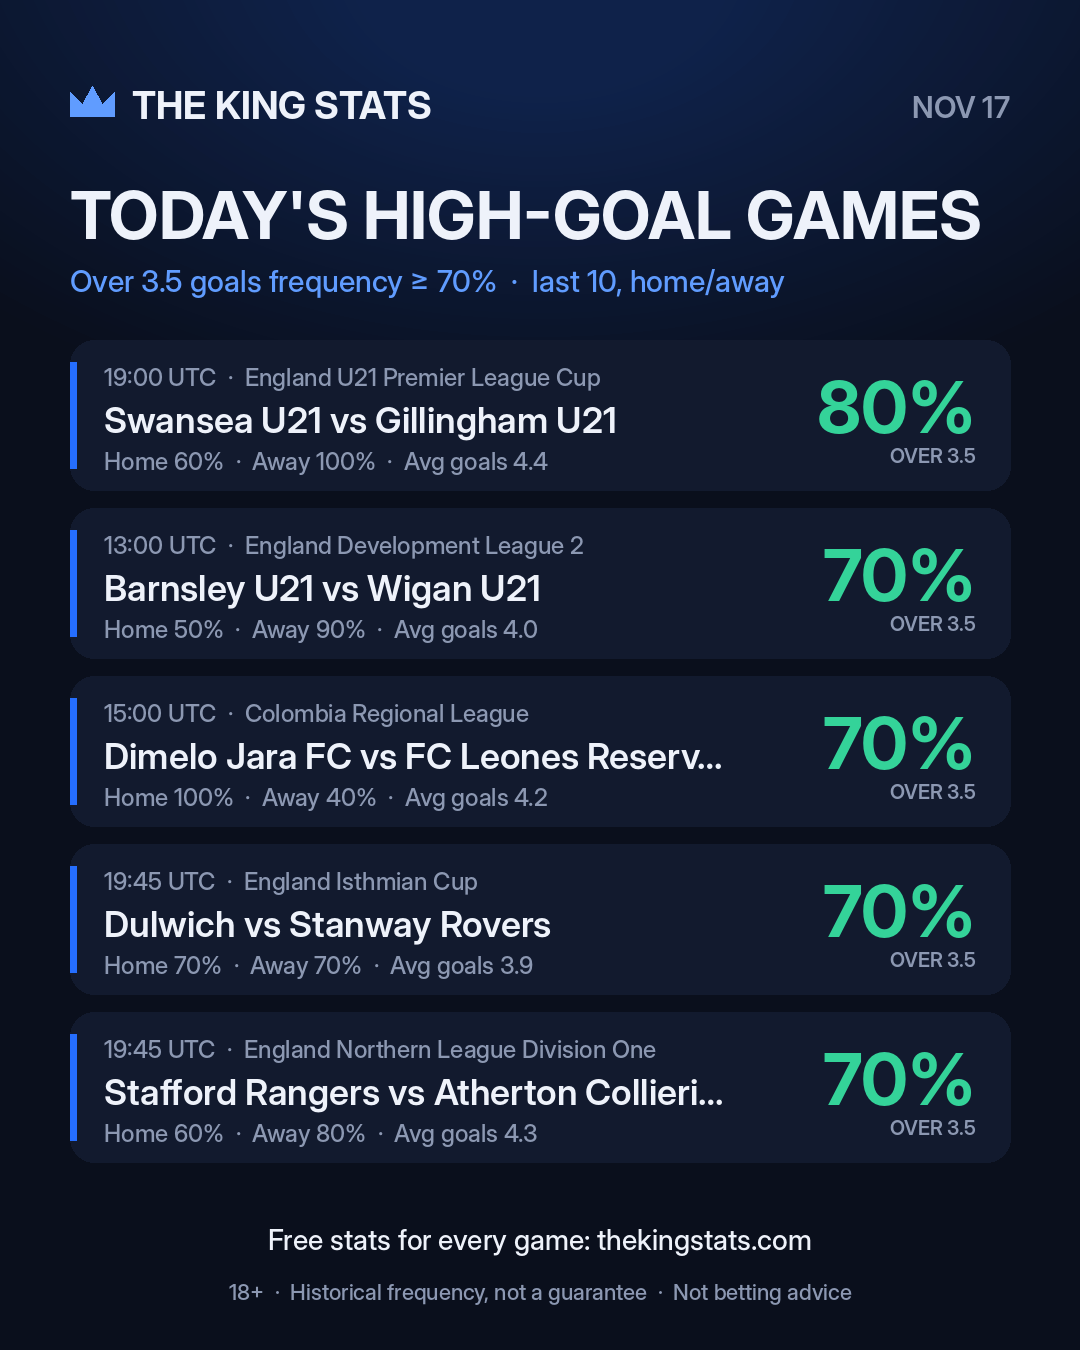 THE KING STATS
NOV 17
TODAY'S HIGH-GOAL GAMES
Over 3.5 goals frequency ≥ 70% · last 10, home/away
19:00 UTC · England U21 Premier League Cup
Swansea U21 vs Gillingham U21
Home 60% · Away 100% · Avg goals 4.4
80%
OVER 3.5
13:00 UTC · England Development League 2
Barnsley U21 vs Wigan U21
Home 50% · Away 90% · Avg goals 4.0
70%
OVER 3.5
15:00 UTC · Colombia Regional League
Dimelo Jara FC vs FC Leones Reserv...
Home 100% · Away 40% · Avg goals 4.2
70%
OVER 3.5
19:45 UTC · England Isthmian Cup
Dulwich vs Stanway Rovers
Home 70% · Away 70% · Avg goals 3.9
70%
OVER 3.5
19:45 UTC · England Northern League Division One
Stafford Rangers vs Atherton Collieri...
Home 60% · Away 80% · Avg goals 4.3
70%
OVER 3.5
Free stats for every game: thekingstats.com
18+ · Historical frequency, not a guarantee · Not betting advice